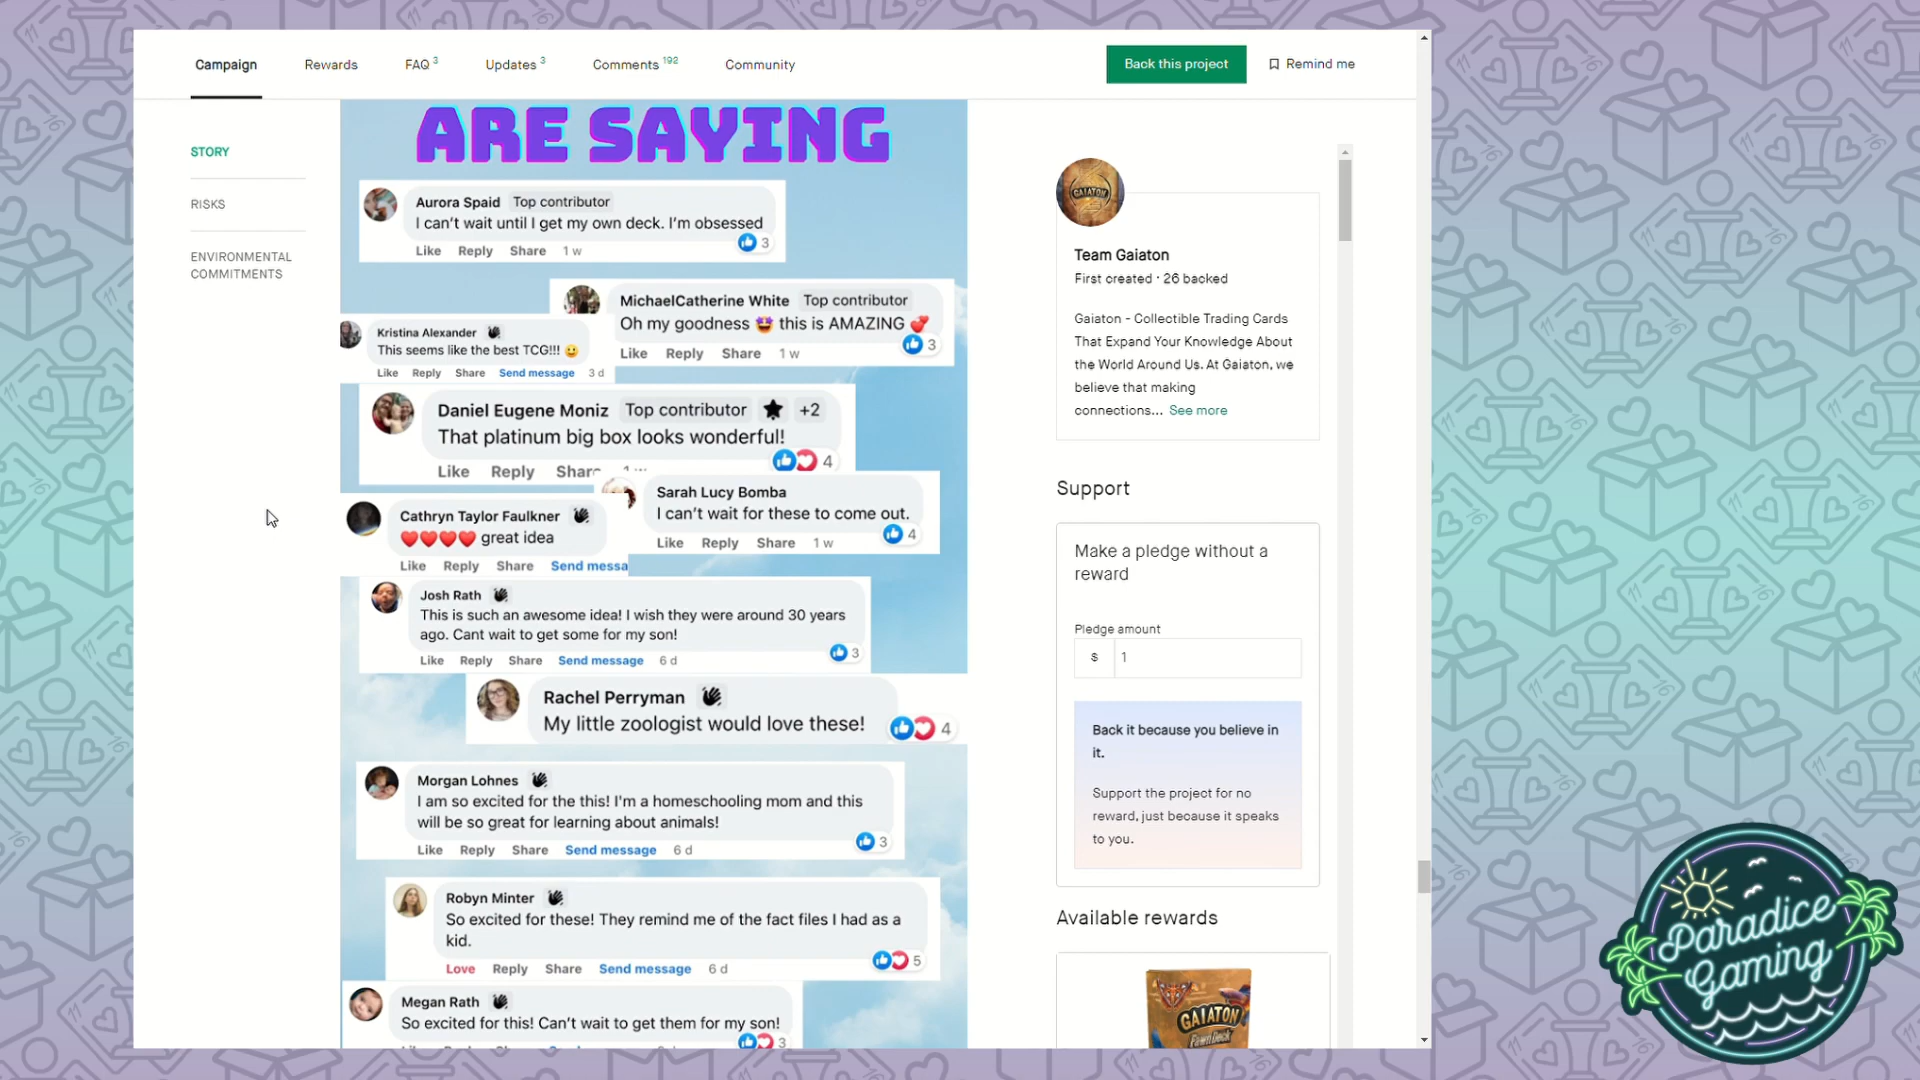 Campaign
Rewards
FAQ 3
Updates 3
Comments 192
Community
Back this project
Remind me
STORY
RISKS
ENVIRONMENTAL
COMMITMENTS
ARE SAYING
Aurora Spaid Top contributor
I can't wait until I get my own deck. I'm obsessed
Like Reply Share 1 w
3
MichaelCatherine White Top contributor
Oh my goodness 🤩 this is AMAZING 💕
Like Reply Share 1 w
3
Kristina Alexander
This seems like the best TCG!!! 🙂
Like Reply Share Send message 3 d
Daniel Eugene Moniz Top contributor +2
That platinum big box looks wonderful!
Like Reply Share
4
Sarah Lucy Bomba
I can't wait for these to come out.
Like Reply Share 1 w
4
Cathryn Taylor Faulkner
❤️❤️❤️❤️ great idea
Like Reply Share Send messa
Josh Rath
This is such an awesome idea! I wish they were around 30 years
ago. Cant wait to get some for my son!
Like Reply Share Send message 6 d
3
Rachel Perryman
My little zoologist would love these!
4
Morgan Lohnes
I am so excited for the this! I'm a homeschooling mom and this
will be so great for learning about animals!
Like Reply Share Send message 6 d
3
Robyn Minter
So excited for these! They remind me of the fact files I had as a
kid.
Love Reply Share Send message 6 d
5
Megan Rath
So excited for this! Can't wait to get them for my son!
3
GAIATON
Team Gaiaton
First created · 26 backed
Gaiaton - Collectible Trading Cards
That Expand Your Knowledge About
the World Around Us. At Gaiaton, we
believe that making
connections... See more
Support
Make a pledge without a
reward
Pledge amount
$ 1
Back it because you believe in
it.
Support the project for no
reward, just because it speaks
to you.
Available rewards
GAIATON
Paradice
Gaming